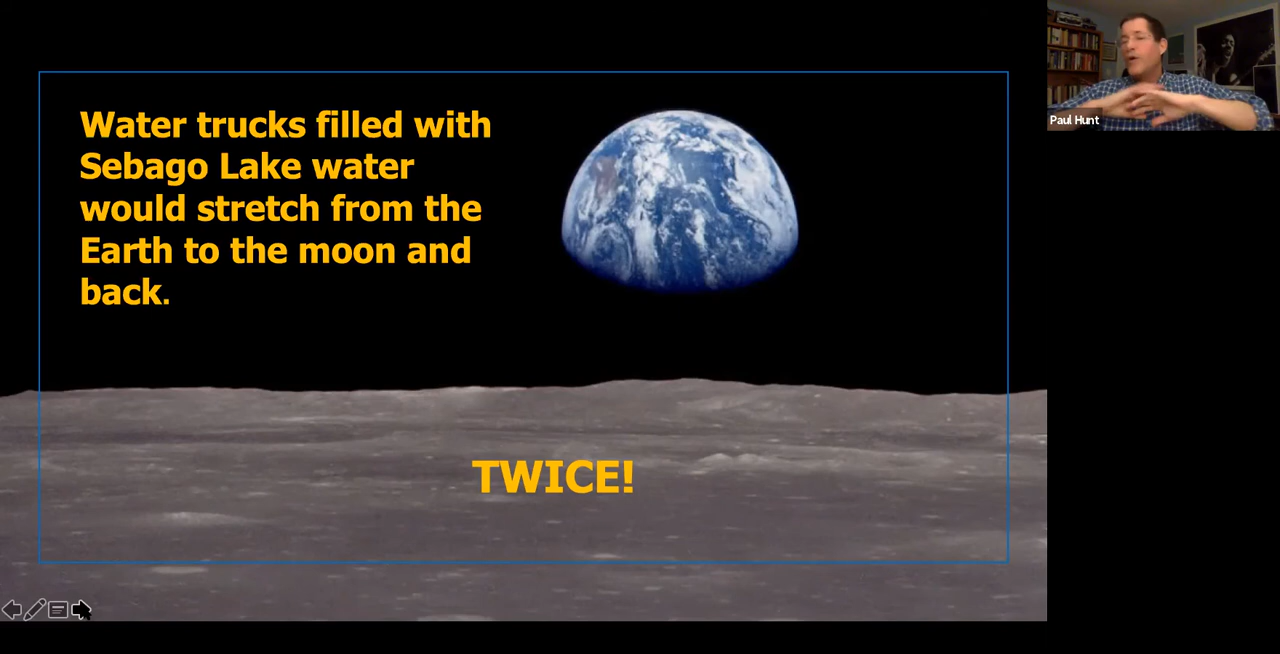 Water trucks filled with
Sebago Lake water
would stretch from the
Earth to the moon and
back.
TWICE!
Paul Hunt